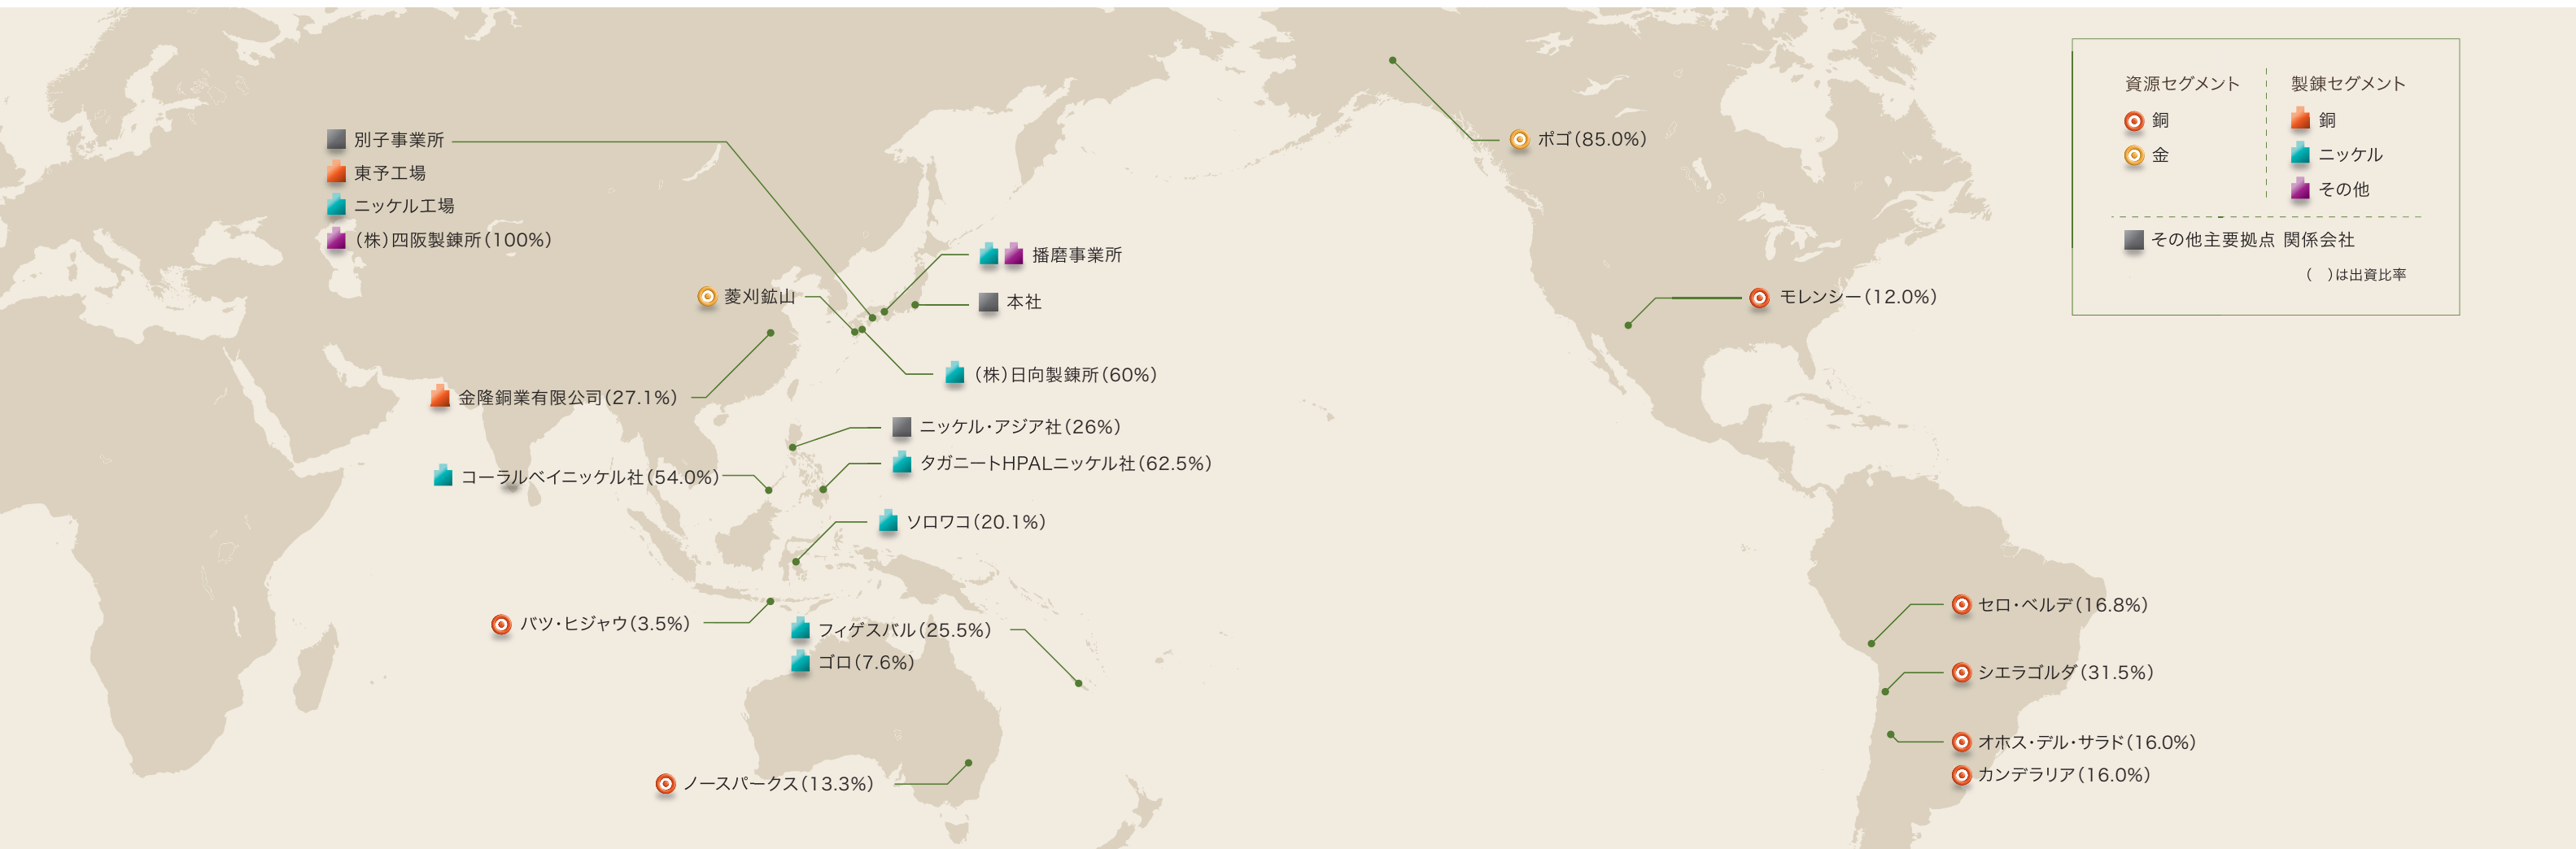 別子事業所
東予工場
ニッケル工場
(株)四阪製錬所(100%)
菱刈鉱山
金隆銅業有限公司(27.1%)
コーラルベイニッケル社(54.0%)
バツ・ヒジャウ(3.5%)
ノースパークス(13.3%)
播磨事業所
本社
(株)日向製錬所(60%)
ニッケル・アジア社(26%)
タガニートHPALニッケル社(62.5%)
ソロワコ(20.1%)
フィゲスバル(25.5%)
ゴロ(7.6%)
ポゴ(85.0%)
モレンシー(12.0%)
セロ・ベルデ(16.8%)
シエラゴルダ(31.5%)
オホス・デル・サラド(16.0%)
カンデラリア(16.0%)
資源セグメント
銅
金
製錬セグメント
銅
ニッケル
その他
その他主要拠点 関係会社
(　)は出資比率